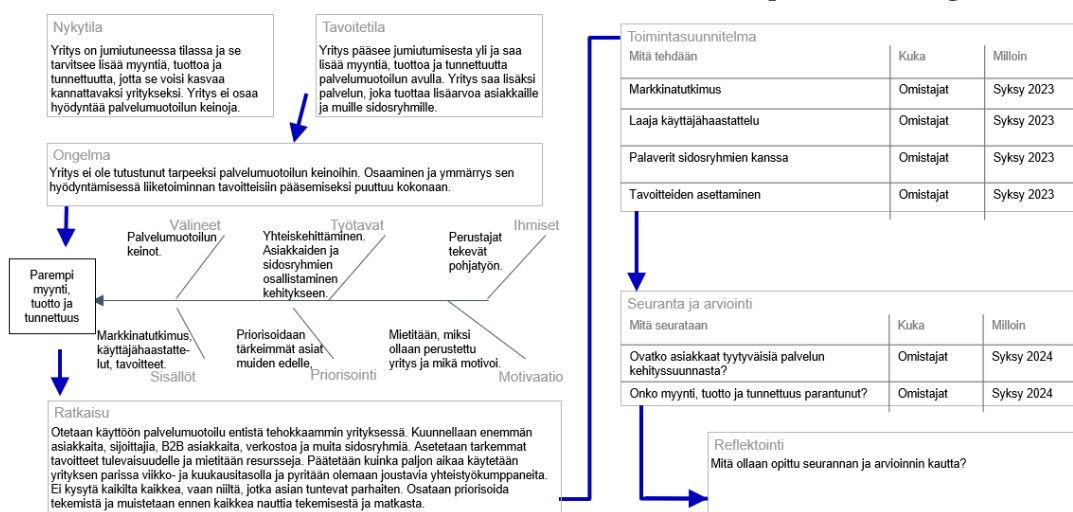 Nykytila
Yritys on jumiutuneessa tilassa ja se
tarvitsee lisää myyntiä, tuottoa ja
tunnettuutta, jotta se voisi kasvaa
kannattavaksi yritykseksi. Yritys ei osaa
hyödyntää palvelumuotoilun keinoja.
Tavoitetila
Yritys pääsee jumiutumisesta yli ja saa
lisää myyntiä, tuottoa ja tunnettuutta
palvelumuotoilun avulla. Yritys saa lisäksi
palvelun, joka tuottaa lisäarvoa asiakkaille
ja muille sidosryhmille.
Ongelma
Yritys ei ole tutustunut tarpeeksi palvelumuotoilun keinoihin. Osaaminen ja ymmärrys sen
hyödyntämisessä liiketoiminnan tavoitteisiin pääsemiseksi puuttuu kokonaan.
Välineet
Palvelumuotoilun
keinot.
Työtavat
Yhteiskehittäminen.
Asiakkaiden ja
sidosryhmien
osallistaminen
kehitykseen.
Ihmiset
Perustajat
tekevät
pohjatyön.
Parempi
myynti,
tuotto ja
tunnettuus
Markkinatutkimus,
käyttäjähaastatte-
lut, tavoitteet.
Sisällöt
Priorisoidaan
tärkeimmät asiat
muiden edelle,
Priorisointi
Mietitään, miksi
ollaan perustettu
yritys ja mikä motivoi.
Motivaatio
Ratkaisu
Otetaan käyttöön palvelumuotoilu entistä tehokkaammin yrityksessä. Kuunnellaan enemmän
asiakkaita, sijoittajia, B2B asiakkaita, verkostoa ja muita sidosryhmiä. Asetetaan tarkemmat
tavoitteet tulevaisuudelle ja mietitään resursseja. Päätetään kuinka paljon aikaa käytetään
yrityksen parissa viikko- ja kuukausitasolla ja pyritään olemaan joustavia yhteistyökumppaneita.
Ei kysytä kaikilta kaikkea, vaan niiltä, jotka asian tuntevat parhaiten. Osataan priorisoida
tekemistä ja muistetaan ennen kaikkea nauttia tekemisestä ja matkasta.
Toimintasuunnitelma
Mitä tehdään Kuka Milloin
Markkinatutkimus Omistajat Syksy 2023
Laaja käyttäjähaastattelu Omistajat Syksy 2023
Palaverit sidosryhmien kanssa Omistajat Syksy 2023
Tavoitteiden asettaminen Omistajat Syksy 2023
Seuranta ja arviointi
Mitä seurataan Kuka Milloin
Ovatko asiakkaat tyytyväisiä palvelun Omistajat Syksy 2024
kehityssuunnasta?
Onko myynti, tuotto ja tunnettuus parantunut? Omistajat Syksy 2024
Reflektointi
Mitä ollaan opittu seurannan ja arvioinnin kautta?